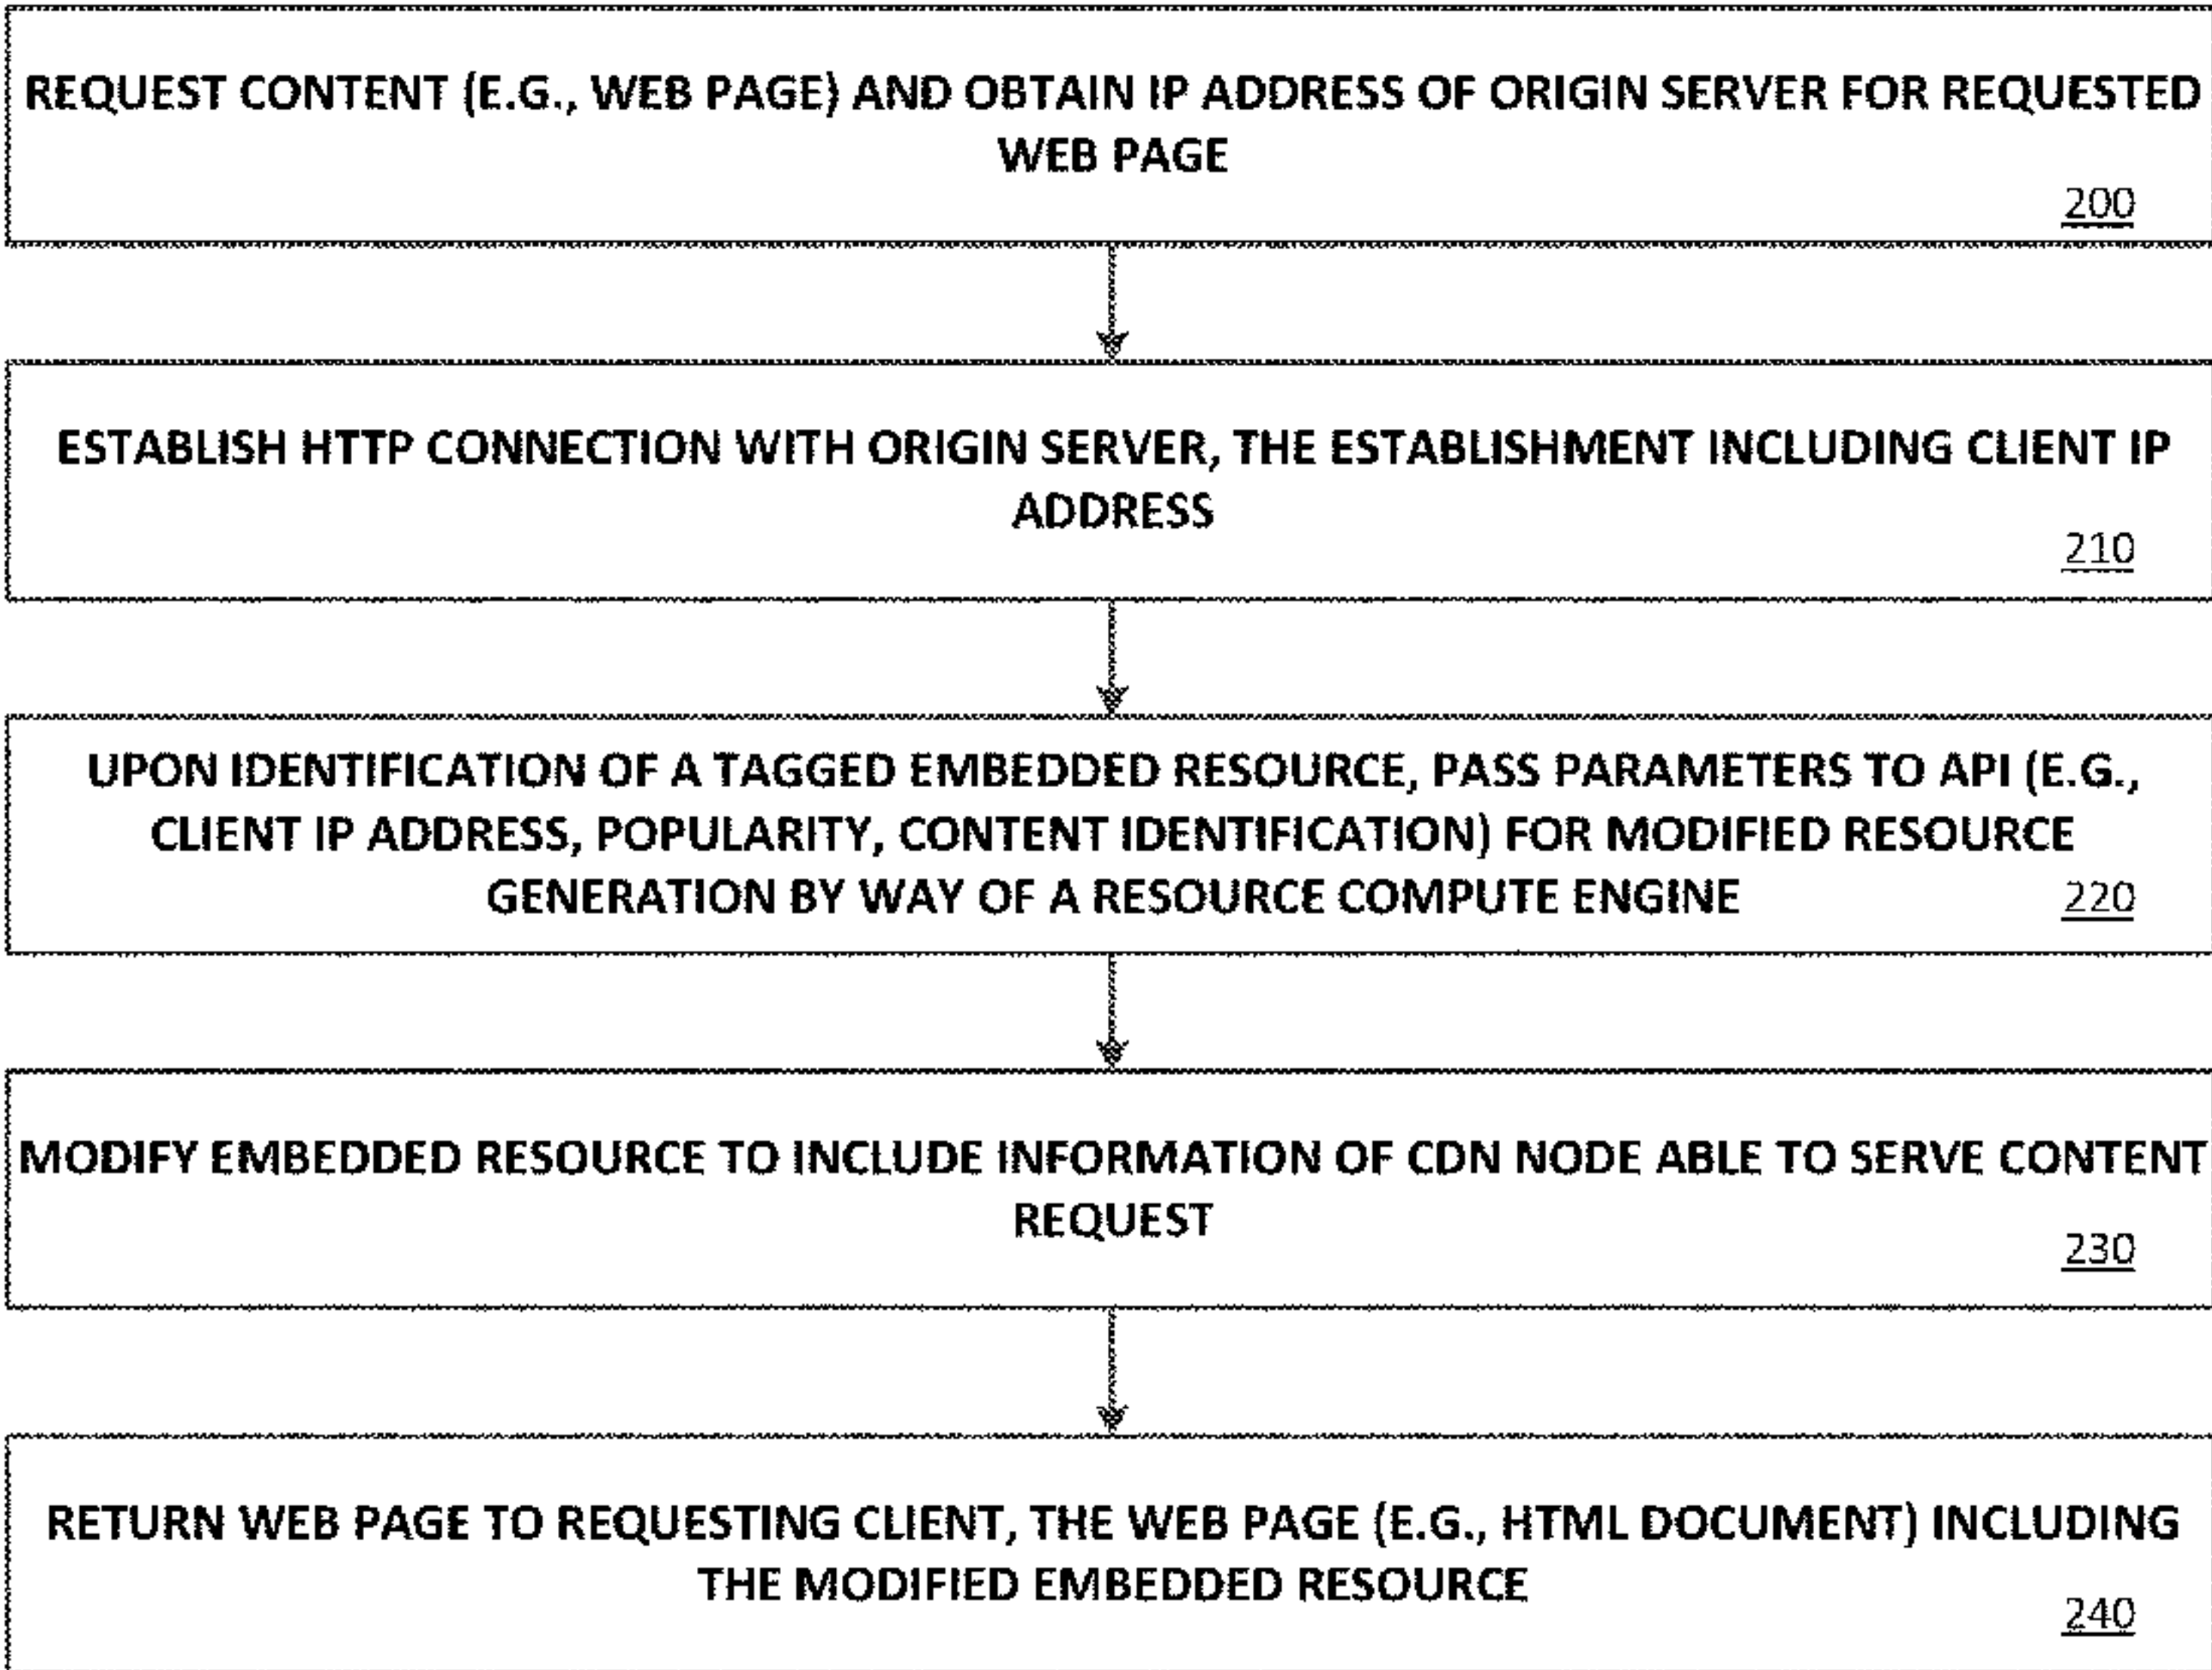 REQUEST CONTENT (E.G., WEB PAGE) AND OBTAIN IP ADDRESS OF ORIGIN SERVER FOR REQUESTED
WEB PAGE
200
ESTABLISH HTTP CONNECTION WITH ORIGIN SERVER, THE ESTABLISHMENT INCLUDING CLIENT IP
ADDRESS
210
UPON IDENTIFICATION OF A TAGGED EMBEDDED RESOURCE, PASS PARAMETERS TO API (E.G.,
CLIENT IP ADDRESS, POPULARITY, CONTENT IDENTIFICATION) FOR MODIFIED RESOURCE
GENERATION BY WAY OF A RESOURCE COMPUTE ENGINE
220
MODIFY EMBEDDED RESOURCE TO INCLUDE INFORMATION OF CDN NODE ABLE TO SERVE CONTENT
REQUEST
230
RETURN WEB PAGE TO REQUESTING CLIENT, THE WEB PAGE (E.G., HTML DOCUMENT) INCLUDING
THE MODIFIED EMBEDDED RESOURCE
240